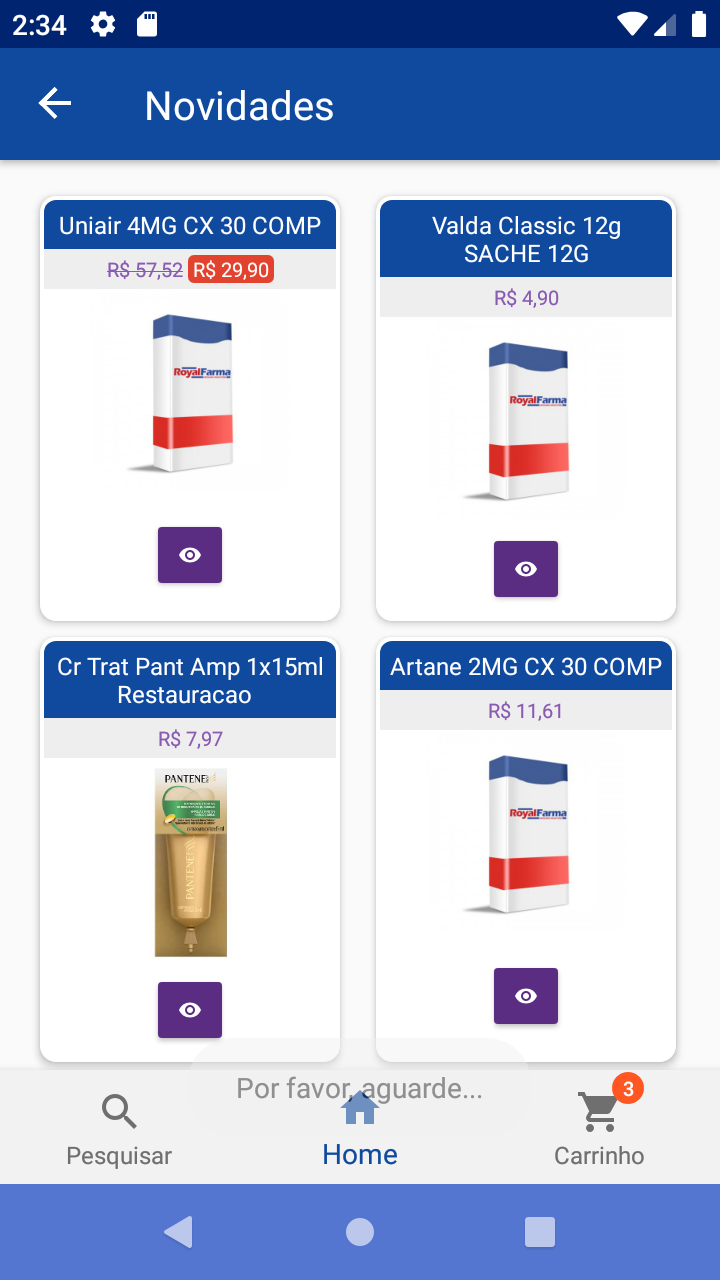 2:34
Novidades
Uniair 4MG CX 30 COMP
R$ 57,52 R$ 29,90
RoyalFarma
Valda Classic 12g
SACHE 12G
R$ 4,90
RoyalFarma
Cr Trat Pant Amp 1x15ml
Restauracao
R$ 7,97
PANTENE
PANTENE
Artane 2MG CX 30 COMP
R$ 11,61
RoyalFarma
Por favor, aguarde...
Pesquisar
Home
3
Carrinho